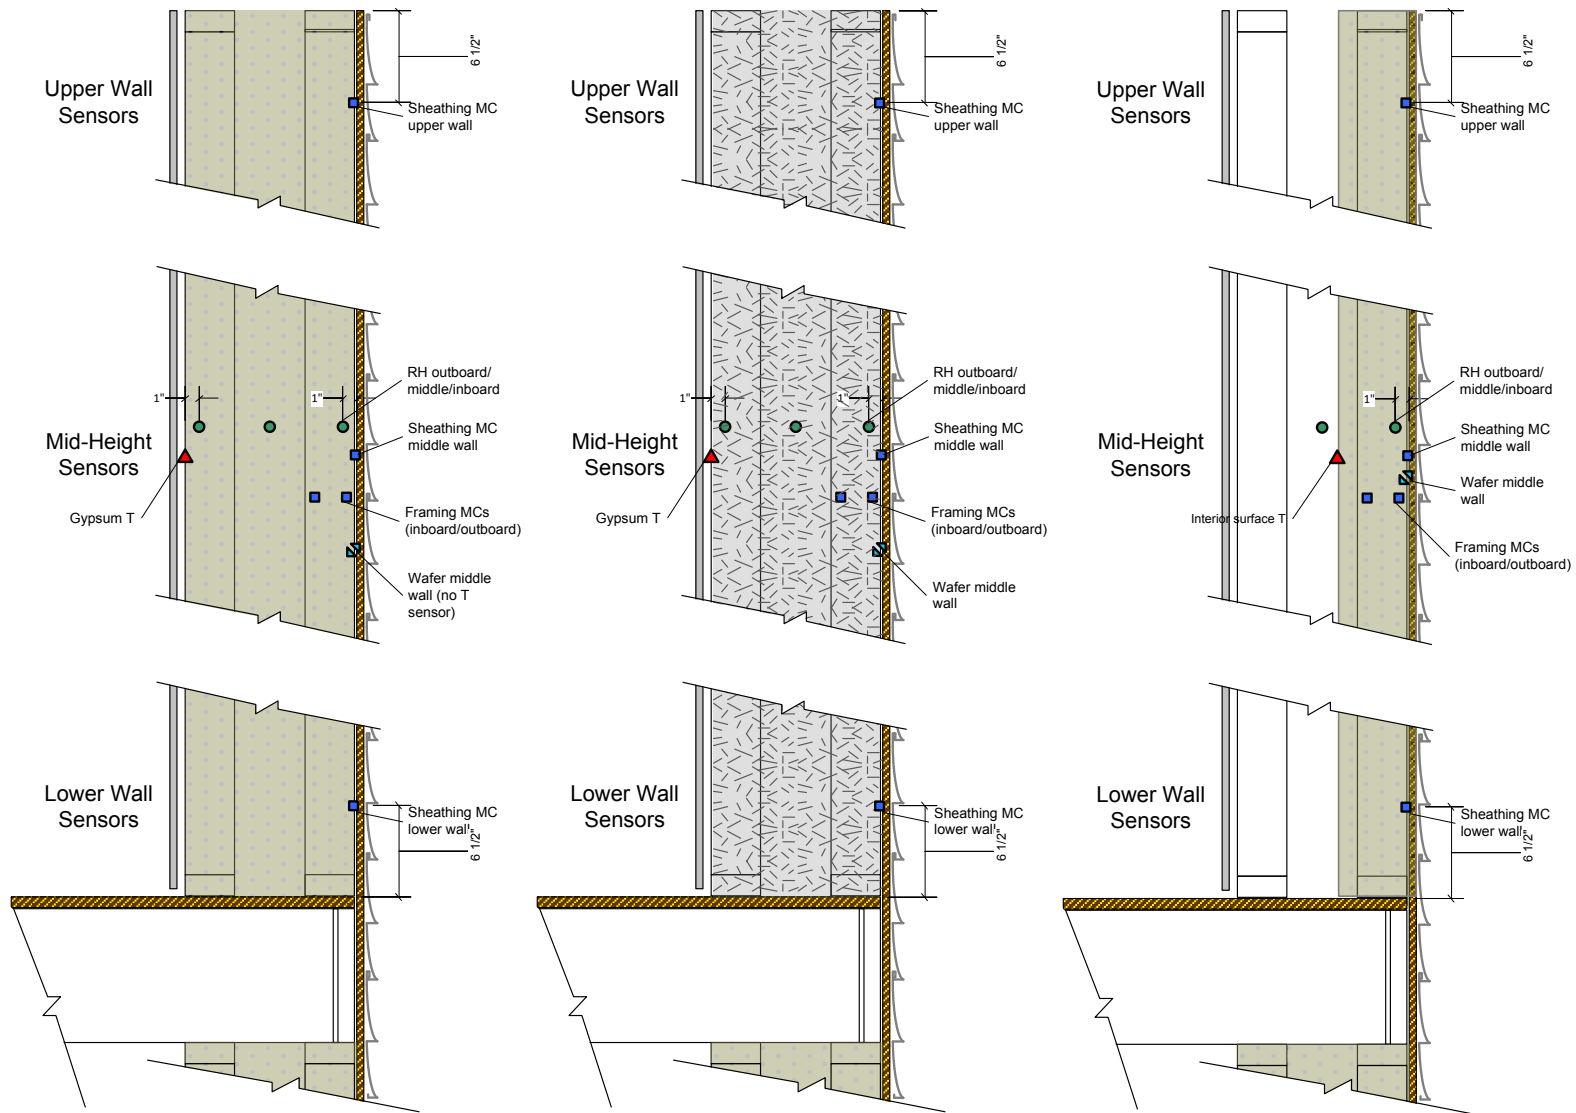 Upper Wall
Sensors
6 1/2"
Sheathing MC
upper wall
Upper Wall
Sensors
6 1/2"
Sheathing MC
upper wall
Upper Wall
Sensors
6 1/2"
Sheathing MC
upper wall
Mid-Height
Sensors
1"
1"
RH outboard/
middle/inboard
Sheathing MC
middle wall
Gypsum T
Framing MCs
(inboard/outboard)
Wafer middle
wall (no T
sensor)
Mid-Height
Sensors
1"
1"
RH outboard/
middle/inboard
Sheathing MC
middle wall
Gypsum T
Framing MCs
(inboard/outboard)
Wafer middle
wall
Mid-Height
Sensors
1"
RH outboard/
middle/inboard
Sheathing MC
middle wall
Wafer middle
wall
Interior surface T
Framing MCs
(inboard/outboard)
Lower Wall
Sensors
Sheathing MC
lower wall
6 1/2"
Lower Wall
Sensors
Sheathing MC
lower wall
6 1/2"
Lower Wall
Sensors
Sheathing MC
lower wall
6 1/2"